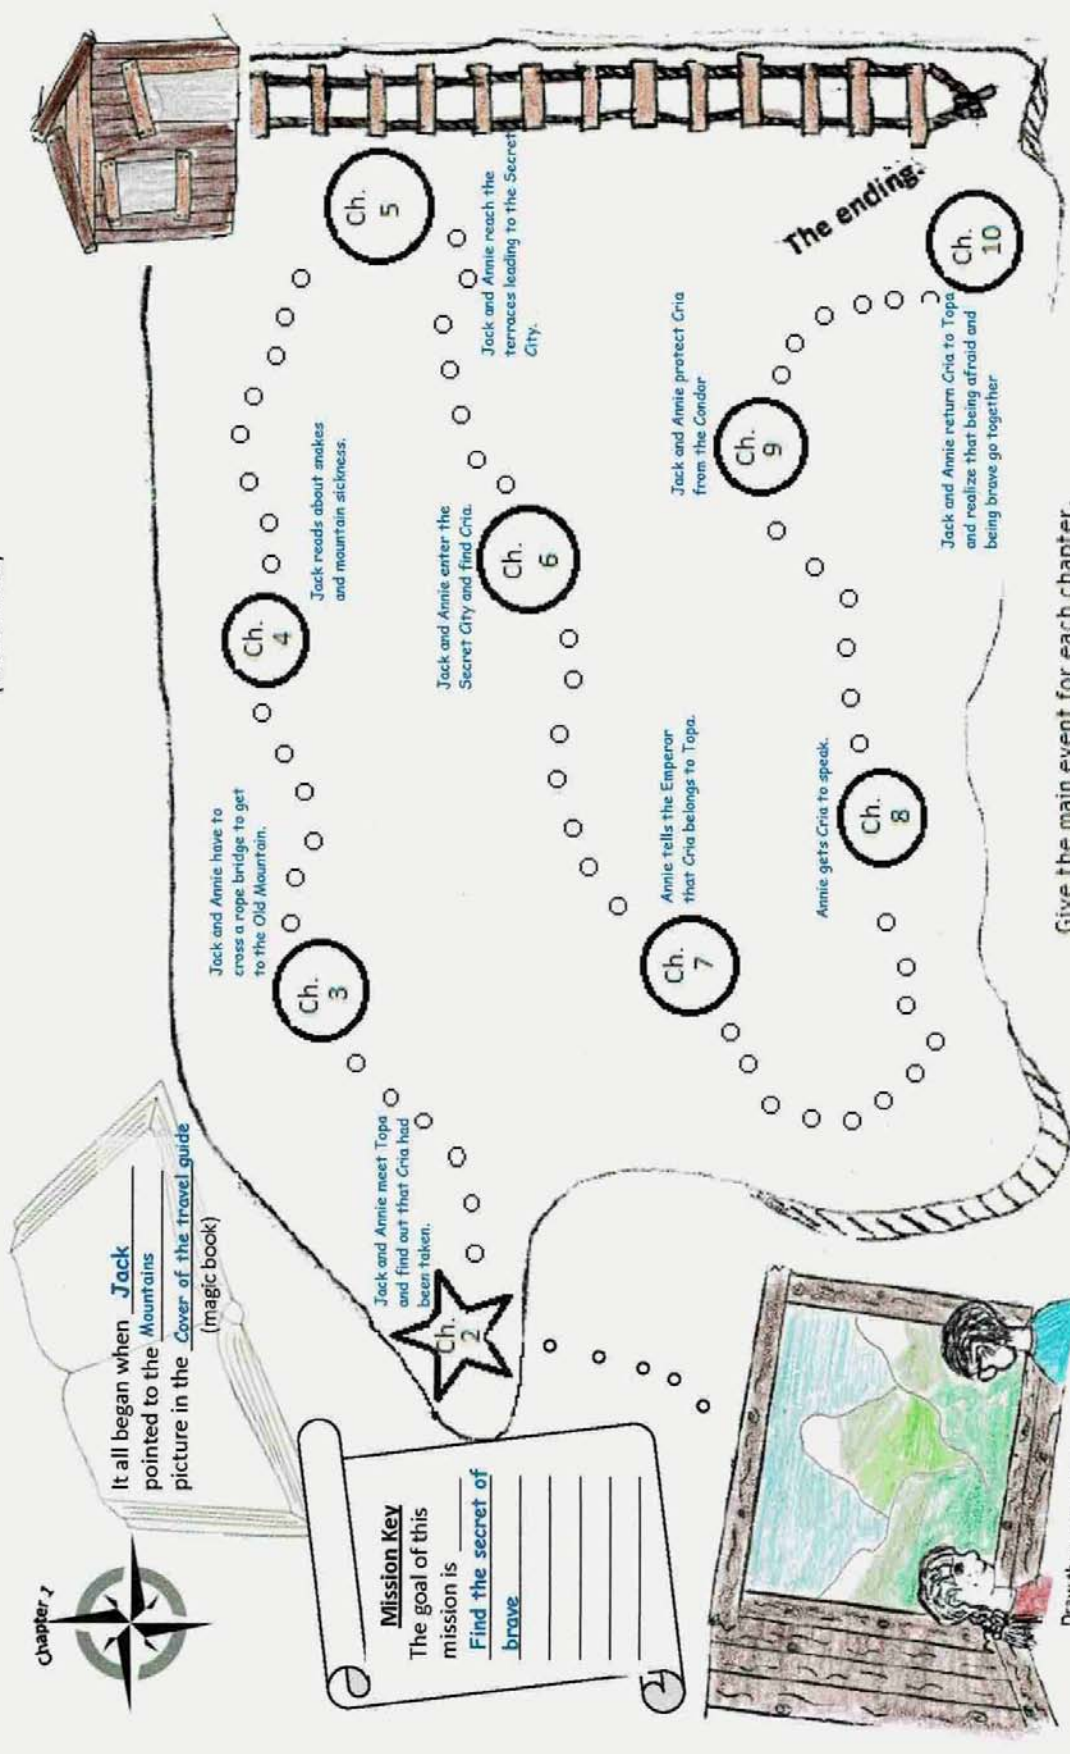 chapter 1
It all began when Jack
pointed to the Mountains
picture in the Cover of the travel guide
(magic book)
Mission Key
The goal of this
mission is
Find the secret of
brave
Ch.
2
Jack and Annie meet Topa
and find out that Cria had
been taken.
Ch.
3
Jack and Annie have to
cross a rope bridge to get
to the Old Mountain.
Ch.
4
Jack reads about snakes
and mountain sickness.
Ch.
5
Jack and Annie reach the
terraces leading to the Secret
City.
Ch.
6
Jack and Annie enter the
Secret City and find Cria.
Ch.
7
Annie tells the Emperor
that Cria belongs to Topa.
Ch.
8
Annie gets Cria to speak.
Ch.
9
Jack and Annie protect Cria
from the Condor
Ch.
10
Jack and Annie return Cria to Topa
and realize that being afraid and
being brave go together
The ending.
Give the main event for each chapter.